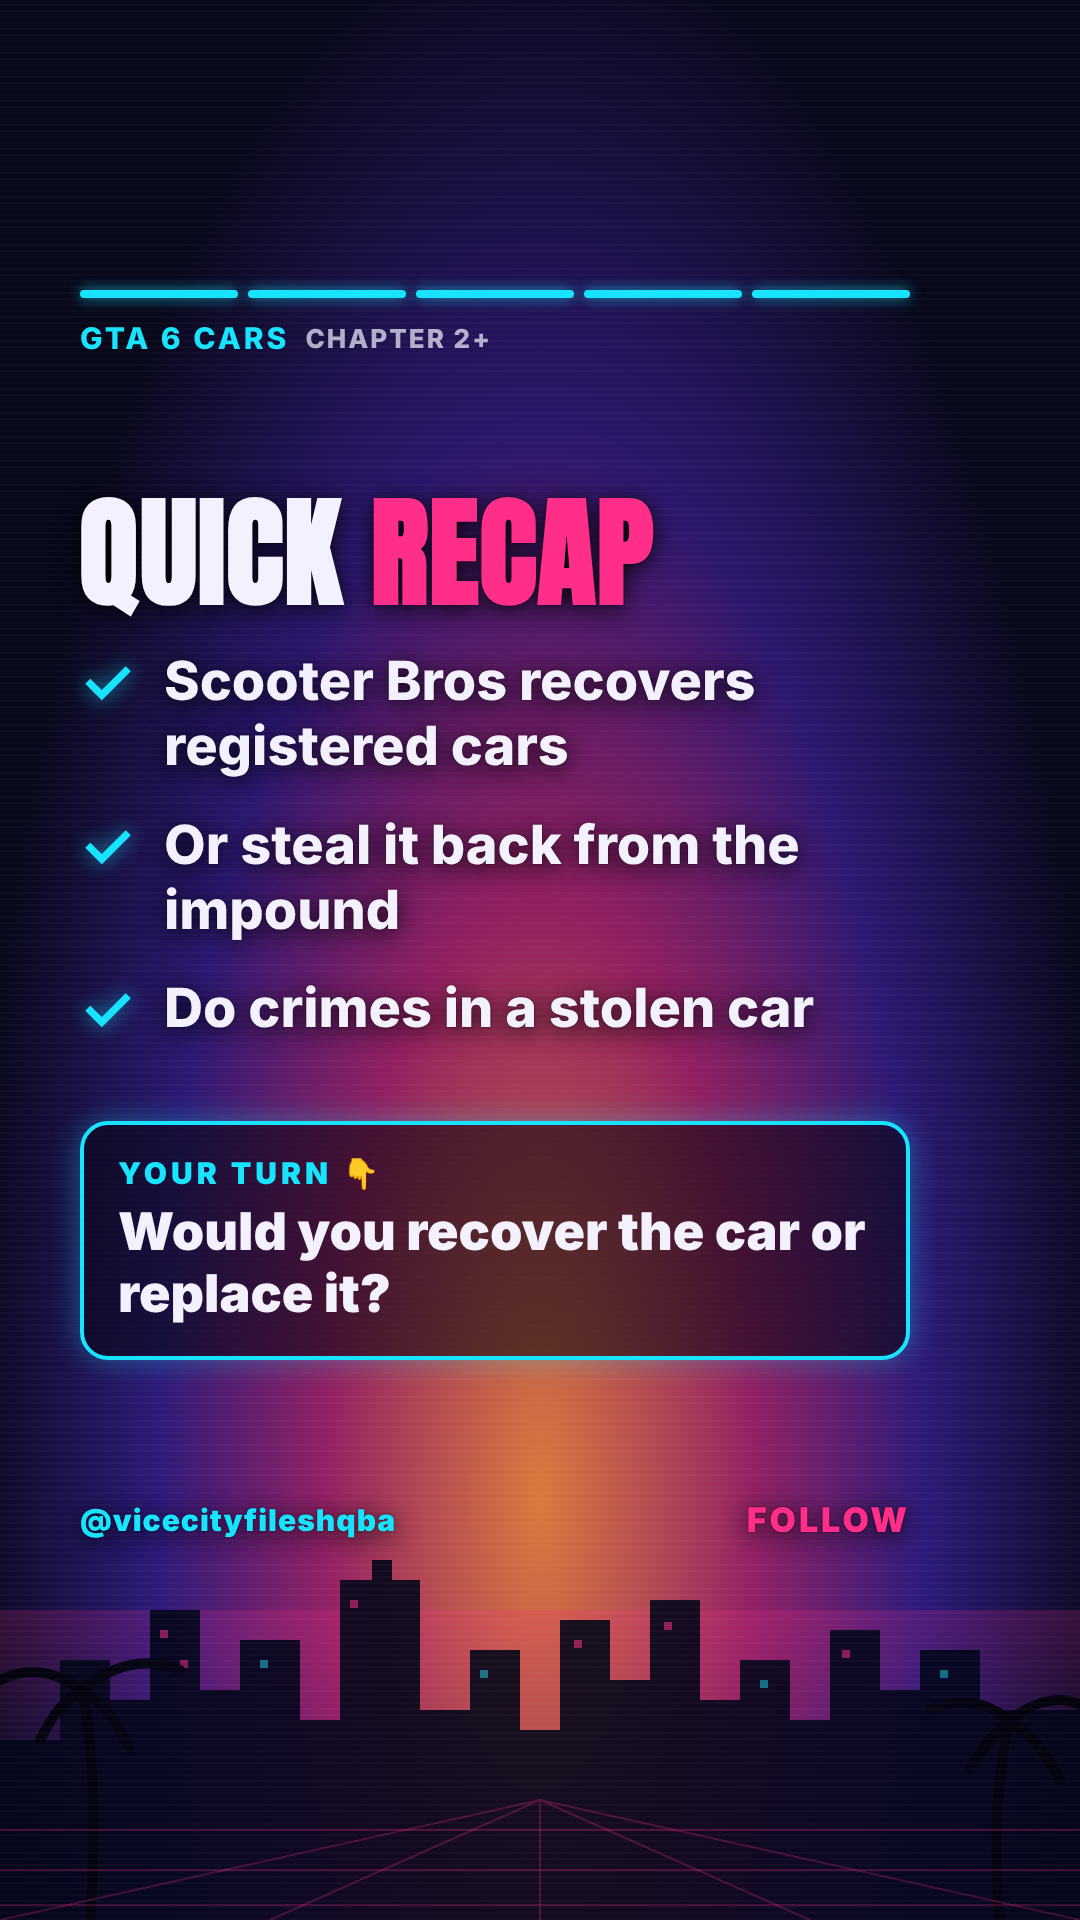 GTA 6 CARS CHAPTER 2+
QUICK RECAP
Scooter Bros recovers
registered cars
Or steal it back from the
impound
Do crimes in a stolen car
YOUR TURN 👇
Would you recover the car or
replace it?
@vicecityfileshqba
FOLLOW